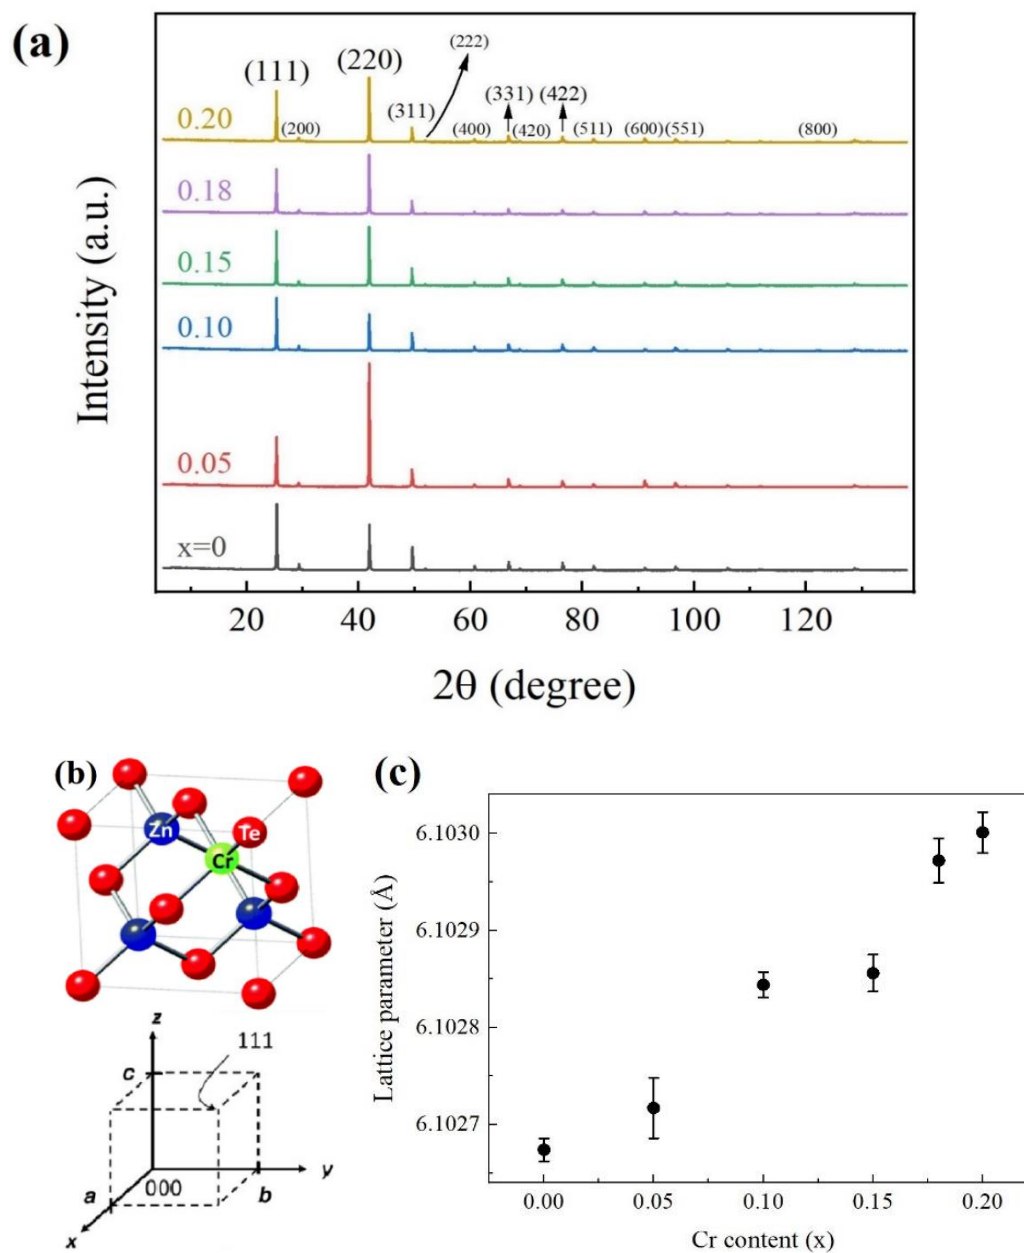 (a)
(222)
(111)
(220)
(311)
(331)
(422)
0.20
(200)
(400)
(420)
(511)
(600)
(551)
(800)
0.18
0.15
0.10
0.05
x=0
Intensity (a.u.)
20 40 60 80 100 120
2θ (degree)
(b)
Zn
Te
Cr
z
111
c
y
000
a
b
x
(c)
6.1030
6.1029
6.1028
6.1027
Lattice parameter (Å)
0.00 0.05 0.10 0.15 0.20
Cr content (x)